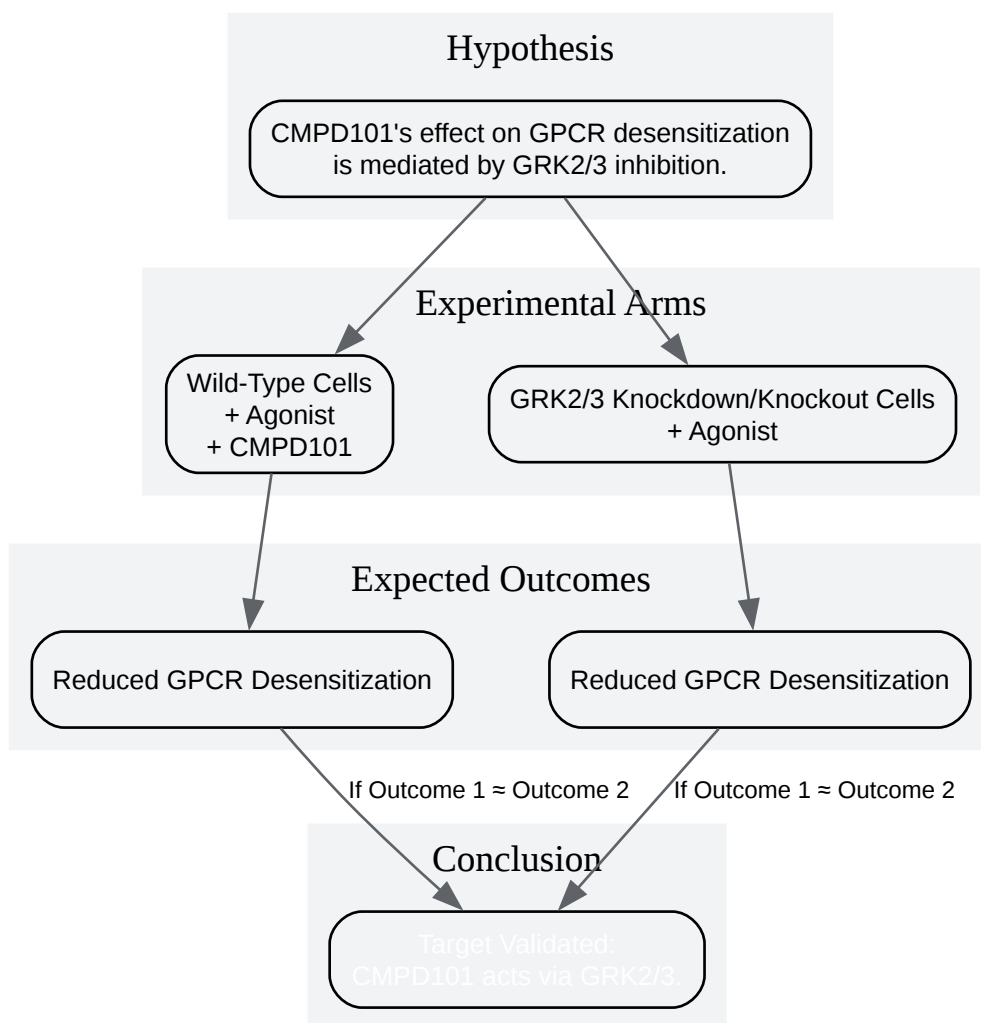 Hypothesis
CMPD101's effect on GPCR desensitization
is mediated by GRK2/3 inhibition.
Experimental Arms
Wild-Type Cells
+ Agonist
+ CMPD101
GRK2/3 Knockdown/Knockout Cells
+ Agonist
Expected Outcomes
Reduced GPCR Desensitization
Reduced GPCR Desensitization
If Outcome 1 ≈ Outcome 2
If Outcome 1 ≈ Outcome 2
Conclusion
Target Validated:
CMPD101 acts via GRK2/3.